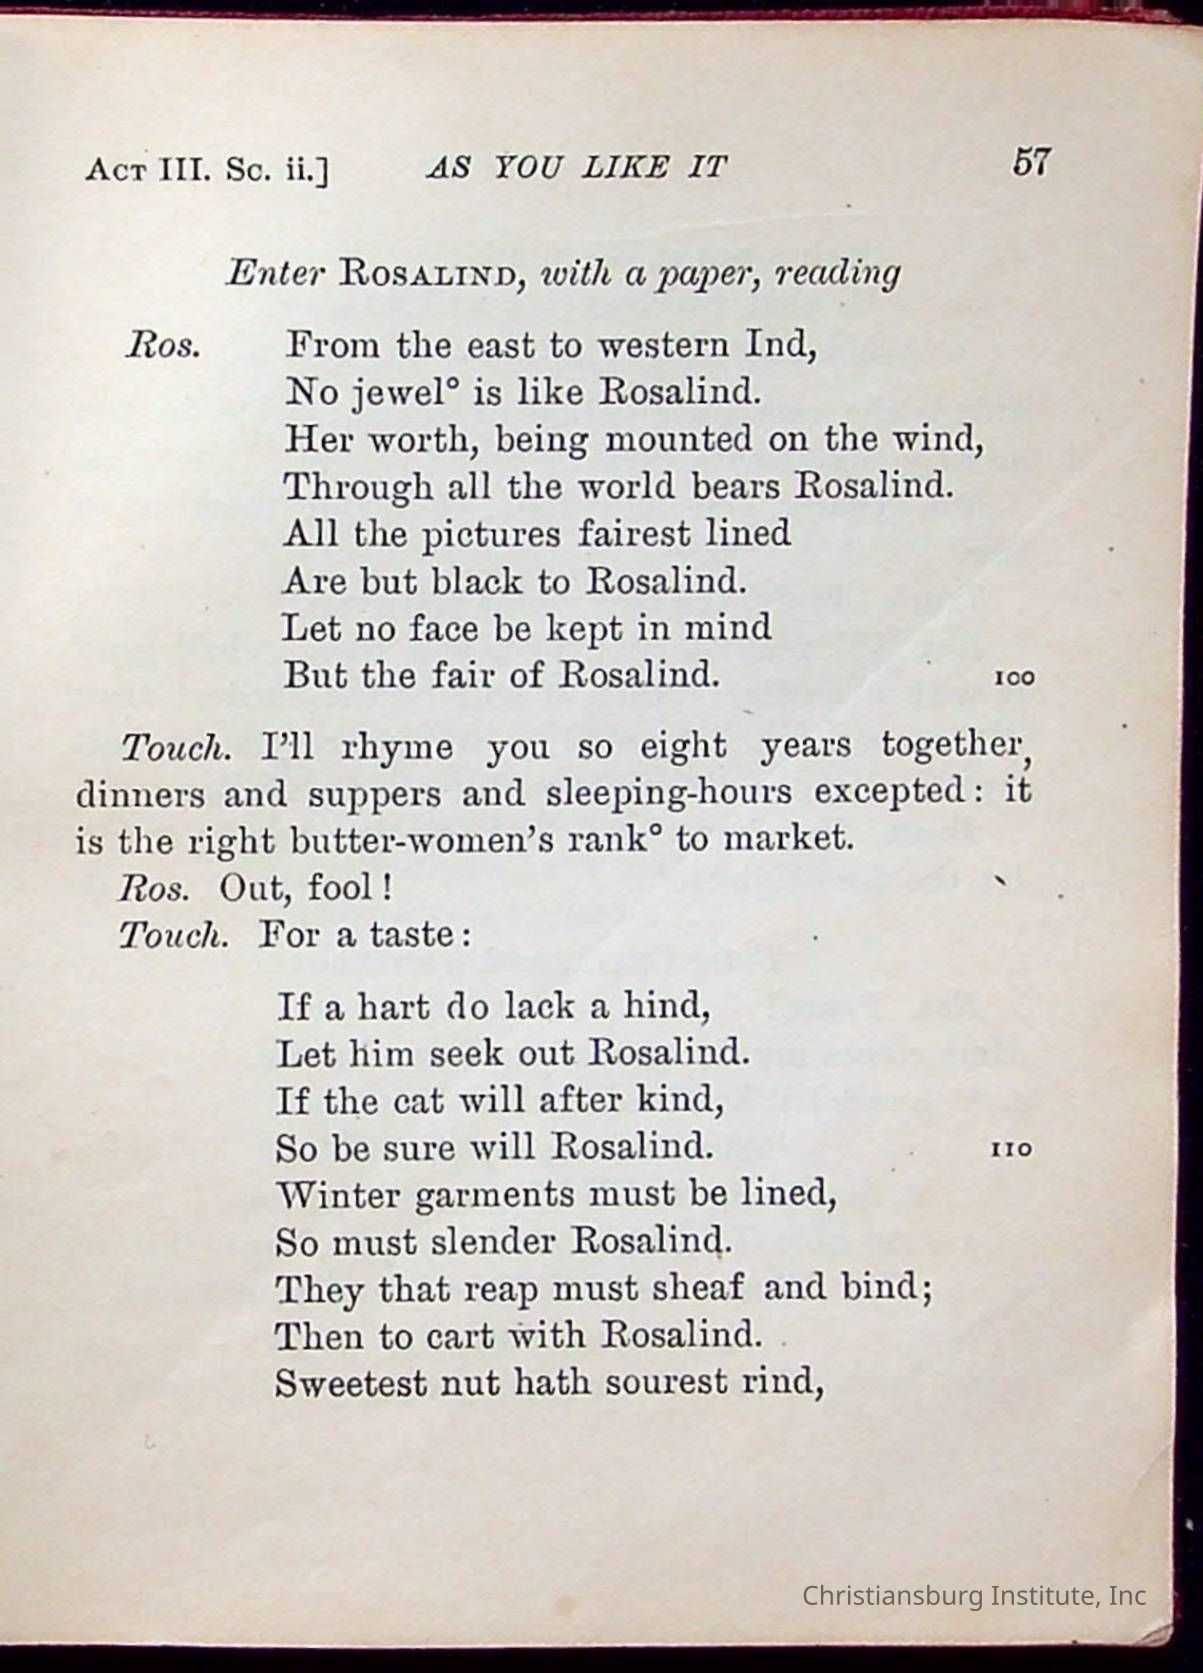 Act III. Sc. ii.] AS YOU LIKE IT 57
Enter Rosalind, with a paper, reading
Ros. From the east to western Ind,
No jewel° is like Rosalind.
Her worth, being mounted on the wind,
Through all the world bears Rosalind.
All the pictures fairest lined
Are but black to Rosalind.
Let no face be kept in mind
But the fair of Rosalind. 100
Touch. I'll rhyme you so eight years together,
dinners and suppers and sleeping-hours excepted: it
is the right butter-women's rank° to market.
Ros. Out, fool!
Touch. For a taste:
If a hart do lack a hind,
Let him seek out Rosalind.
If the cat will after kind,
So be sure will Rosalind. 110
Winter garments must be lined,
So must slender Rosalind.
They that reap must sheaf and bind;
Then to cart with Rosalind.
Sweetest nut hath sourest rind,
Christiansburg Institute, Inc